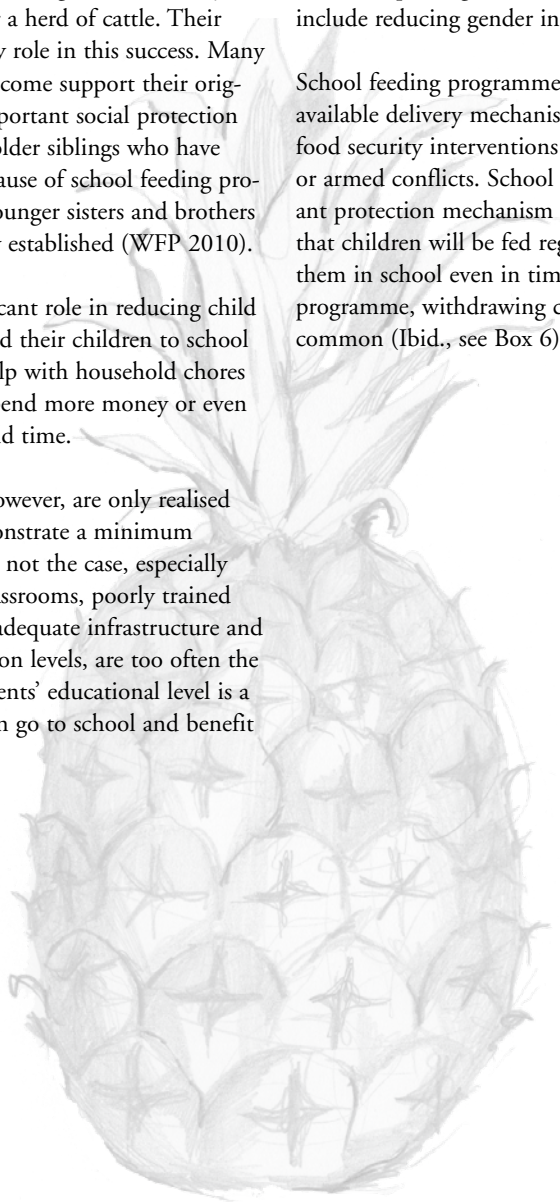 a herd of cattle. Their
role in this success. Many
come support their orig-
portant social protection
older siblings who have
ause of school feeding pro-
ounger sisters and brothers
established (WFP 2010).
cant role in reducing child
d their children to school
lp with household chores
end more money or even
d time.
owever, are only realised
onstrate a minimum
not the case, especially
ssrooms, poorly trained
adequate infrastructure and
on levels, are too often the
ents’ educational level is a
n go to school and benefit
include reducing gender in
School feeding programme
available delivery mechanis
food security interventions
or armed conflicts. School
ant protection mechanism
that children will be fed reg
them in school even in tim
programme, withdrawing c
common (Ibid., see Box 6)